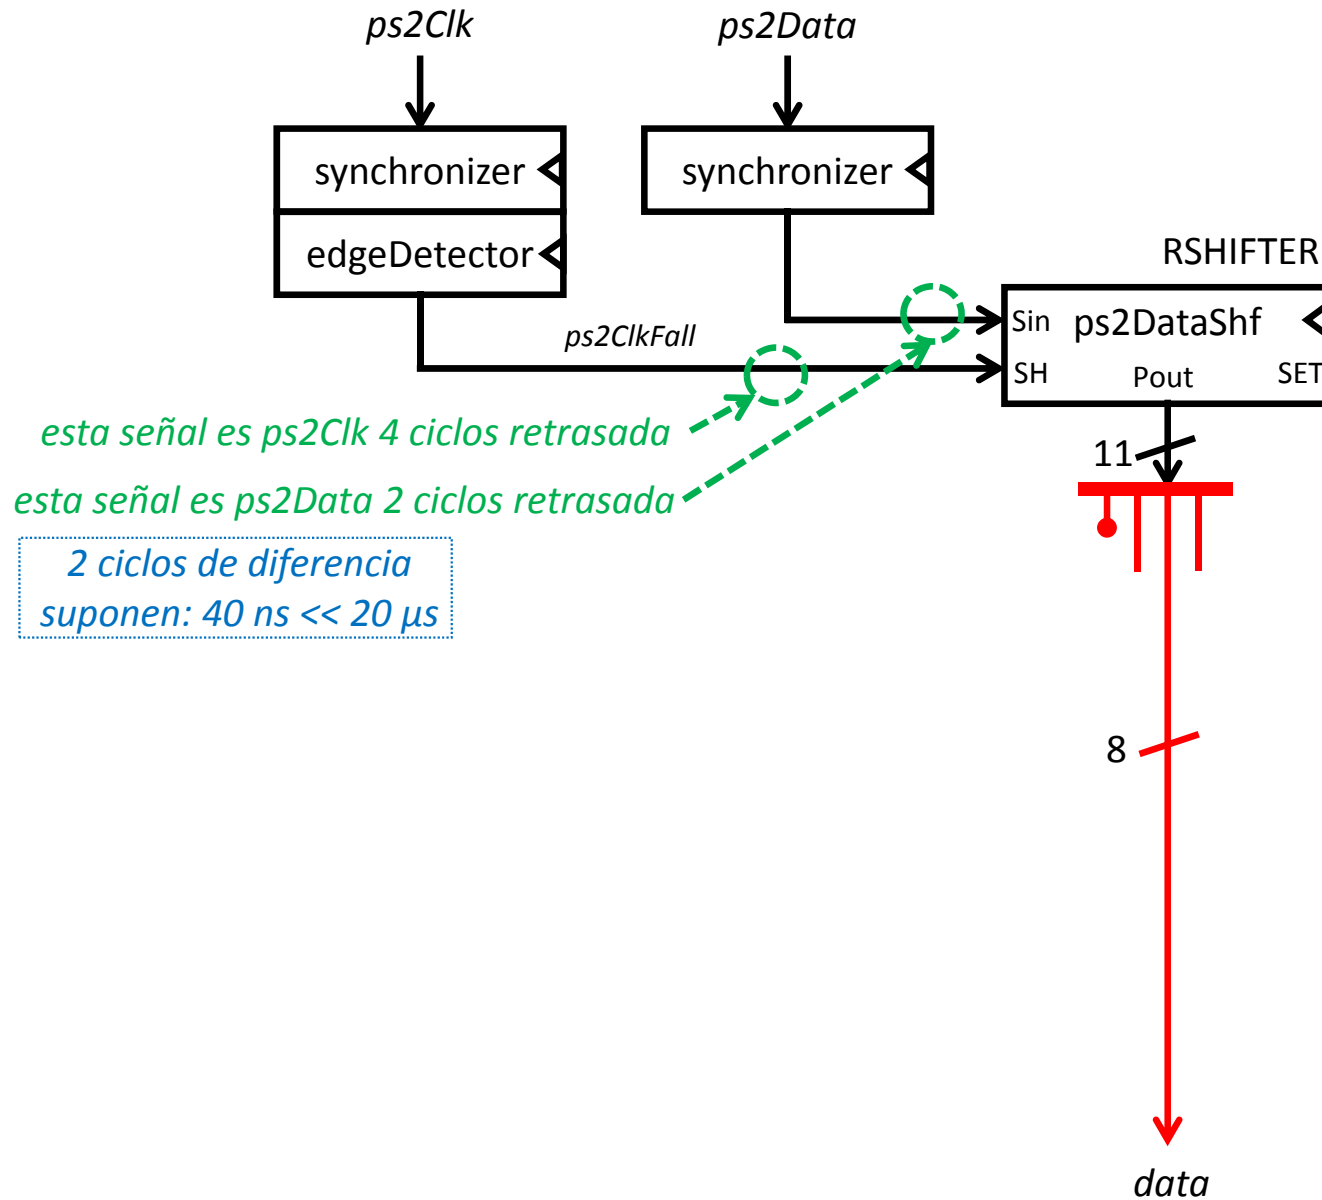 ps2Clk
ps2Data
synchronizer
synchronizer
edgeDetector
RSHIFTER
ps2ClkFall
Sin
ps2DataShf
SH
Pout
SET
esta señal es ps2Clk 4 ciclos retrasada
11
esta señal es ps2Data 2 ciclos retrasada
2 ciclos de diferencia
suponen: 40 ns << 20 μs
8
data